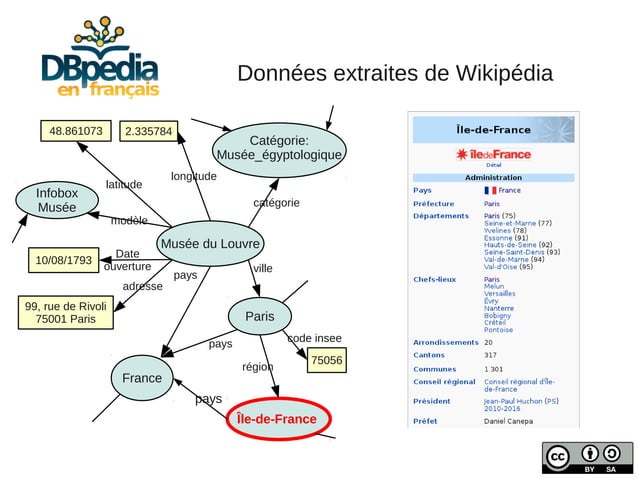 DBpedia
en français
Données extraites de Wikipédia
48.861073
2.335784
Catégorie:
Musée_égyptologique
latitude
longitude
catégorie
Infobox
Musée
modèle
Musée du Louvre
10/08/1793
Date
ouverture
adresse
pays
ville
99, rue de Rivoli
75001 Paris
Paris
code insee
75056
pays
région
France
pays
Île-de-France
Île-de-France
île de France
Détail
Administration
Pays France
Préfecture Paris
Départements Paris (75)
Seine-et-Marne (77)
Yvelines (78)
Essonne (91)
Hauts-de-Seine (92)
Seine-Saint-Denis (93)
Val-de-Marne (94)
Val-d'Oise (95)
Chefs-lieux Paris
Melun
Versailles
Évry
Nanterre
Bobigny
Créteil
Pontoise
Arrondissements 20
Cantons 317
Communes 1 301
Conseil régional Conseil régional d'Île-
de-France
Président Jean-Paul Huchon (PS)
2010-2016
Préfet Daniel Canepa
cc
BY SA